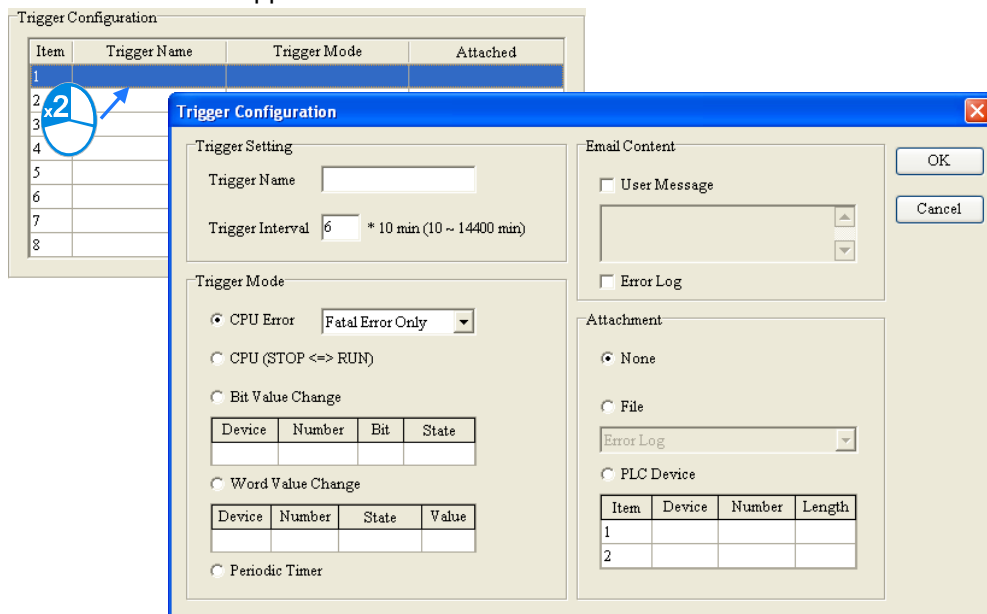 Trigger Configuration
Item Trigger Name Trigger Mode Attached
1
2
3
4
5
6
7
8
x2
Trigger Configuration
Trigger Setting
Trigger Name
Trigger Interval 6 * 10 min (10 ~ 14400 min)
Trigger Mode
CPU Error Fatal Error Only
CPU (STOP <=> RUN)
Bit Value Change
Device Number Bit State
Word Value Change
Device Number State Value
Periodic Timer
Email Content
User Message
Error Log
Attachment
None
File
Error Log
PLC Device
Item Device Number Length
1
2
OK
Cancel